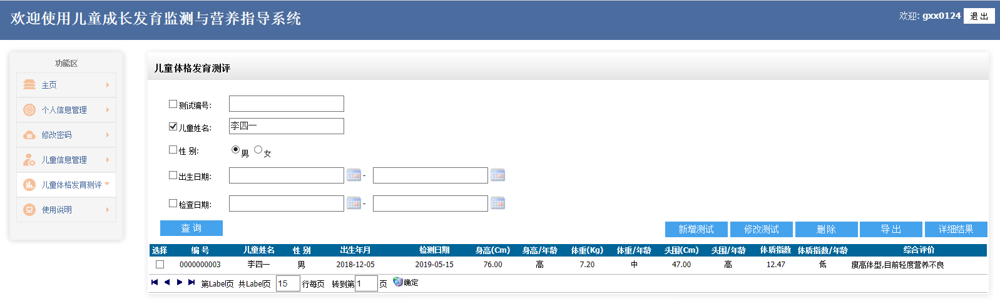 欢迎使用儿童成长发育监测与营养指导系统
欢迎: gxx0124 退 出
功能区
主页
个人信息管理
修改密码
儿童信息管理
儿童体格发育测评
使用说明
儿童体格发育测评
测试编号:
儿童姓名: 李四一
性 别: 男 女
出生日期: -
检查日期: -
查 询 新增测试 修改测试 删 除 导 出 详细结果
选择 编 号 儿童姓名 性 别 出生年月 检测日期 身高(Cm) 身高/年龄 体重(Kg) 体重/年龄 头围(Cm) 头围/年龄 体质指数 体质指数/年龄 综合评价
0000000003 李四一 男 2018-12-05 2019-05-15 76.00 高 7.20 中 47.00 高 12.47 低 瘦高体型,目前轻度营养不良
第Label页 共Label页 15 行每页 转到第 1 页 确定